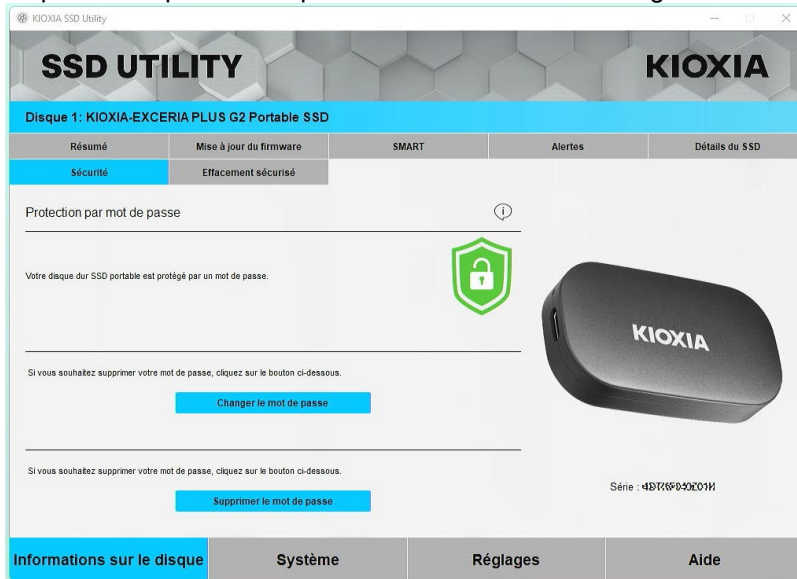 KIOXIA SSD Utility
SSD UTILITY
KIOXIA
Disque 1: KIOXIA-EXCERIA PLUS G2 Portable SSD
Résumé
Mise à jour du firmware
SMART
Alertes
Détails du SSD
Sécurité
Effacement sécurisé
Protection par mot de passe
Votre disque dur SSD portable est protégé par un mot de passe.
KIOXIA
Si vous souhaitez supprimer votre mot de passe, cliquez sur le bouton ci-dessous.
Changer le mot de passe
Si vous souhaitez supprimer votre mot de passe, cliquez sur le bouton ci-dessous.
Série :
Supprimer le mot de passe
Informations sur le disque
Système
Réglages
Aide